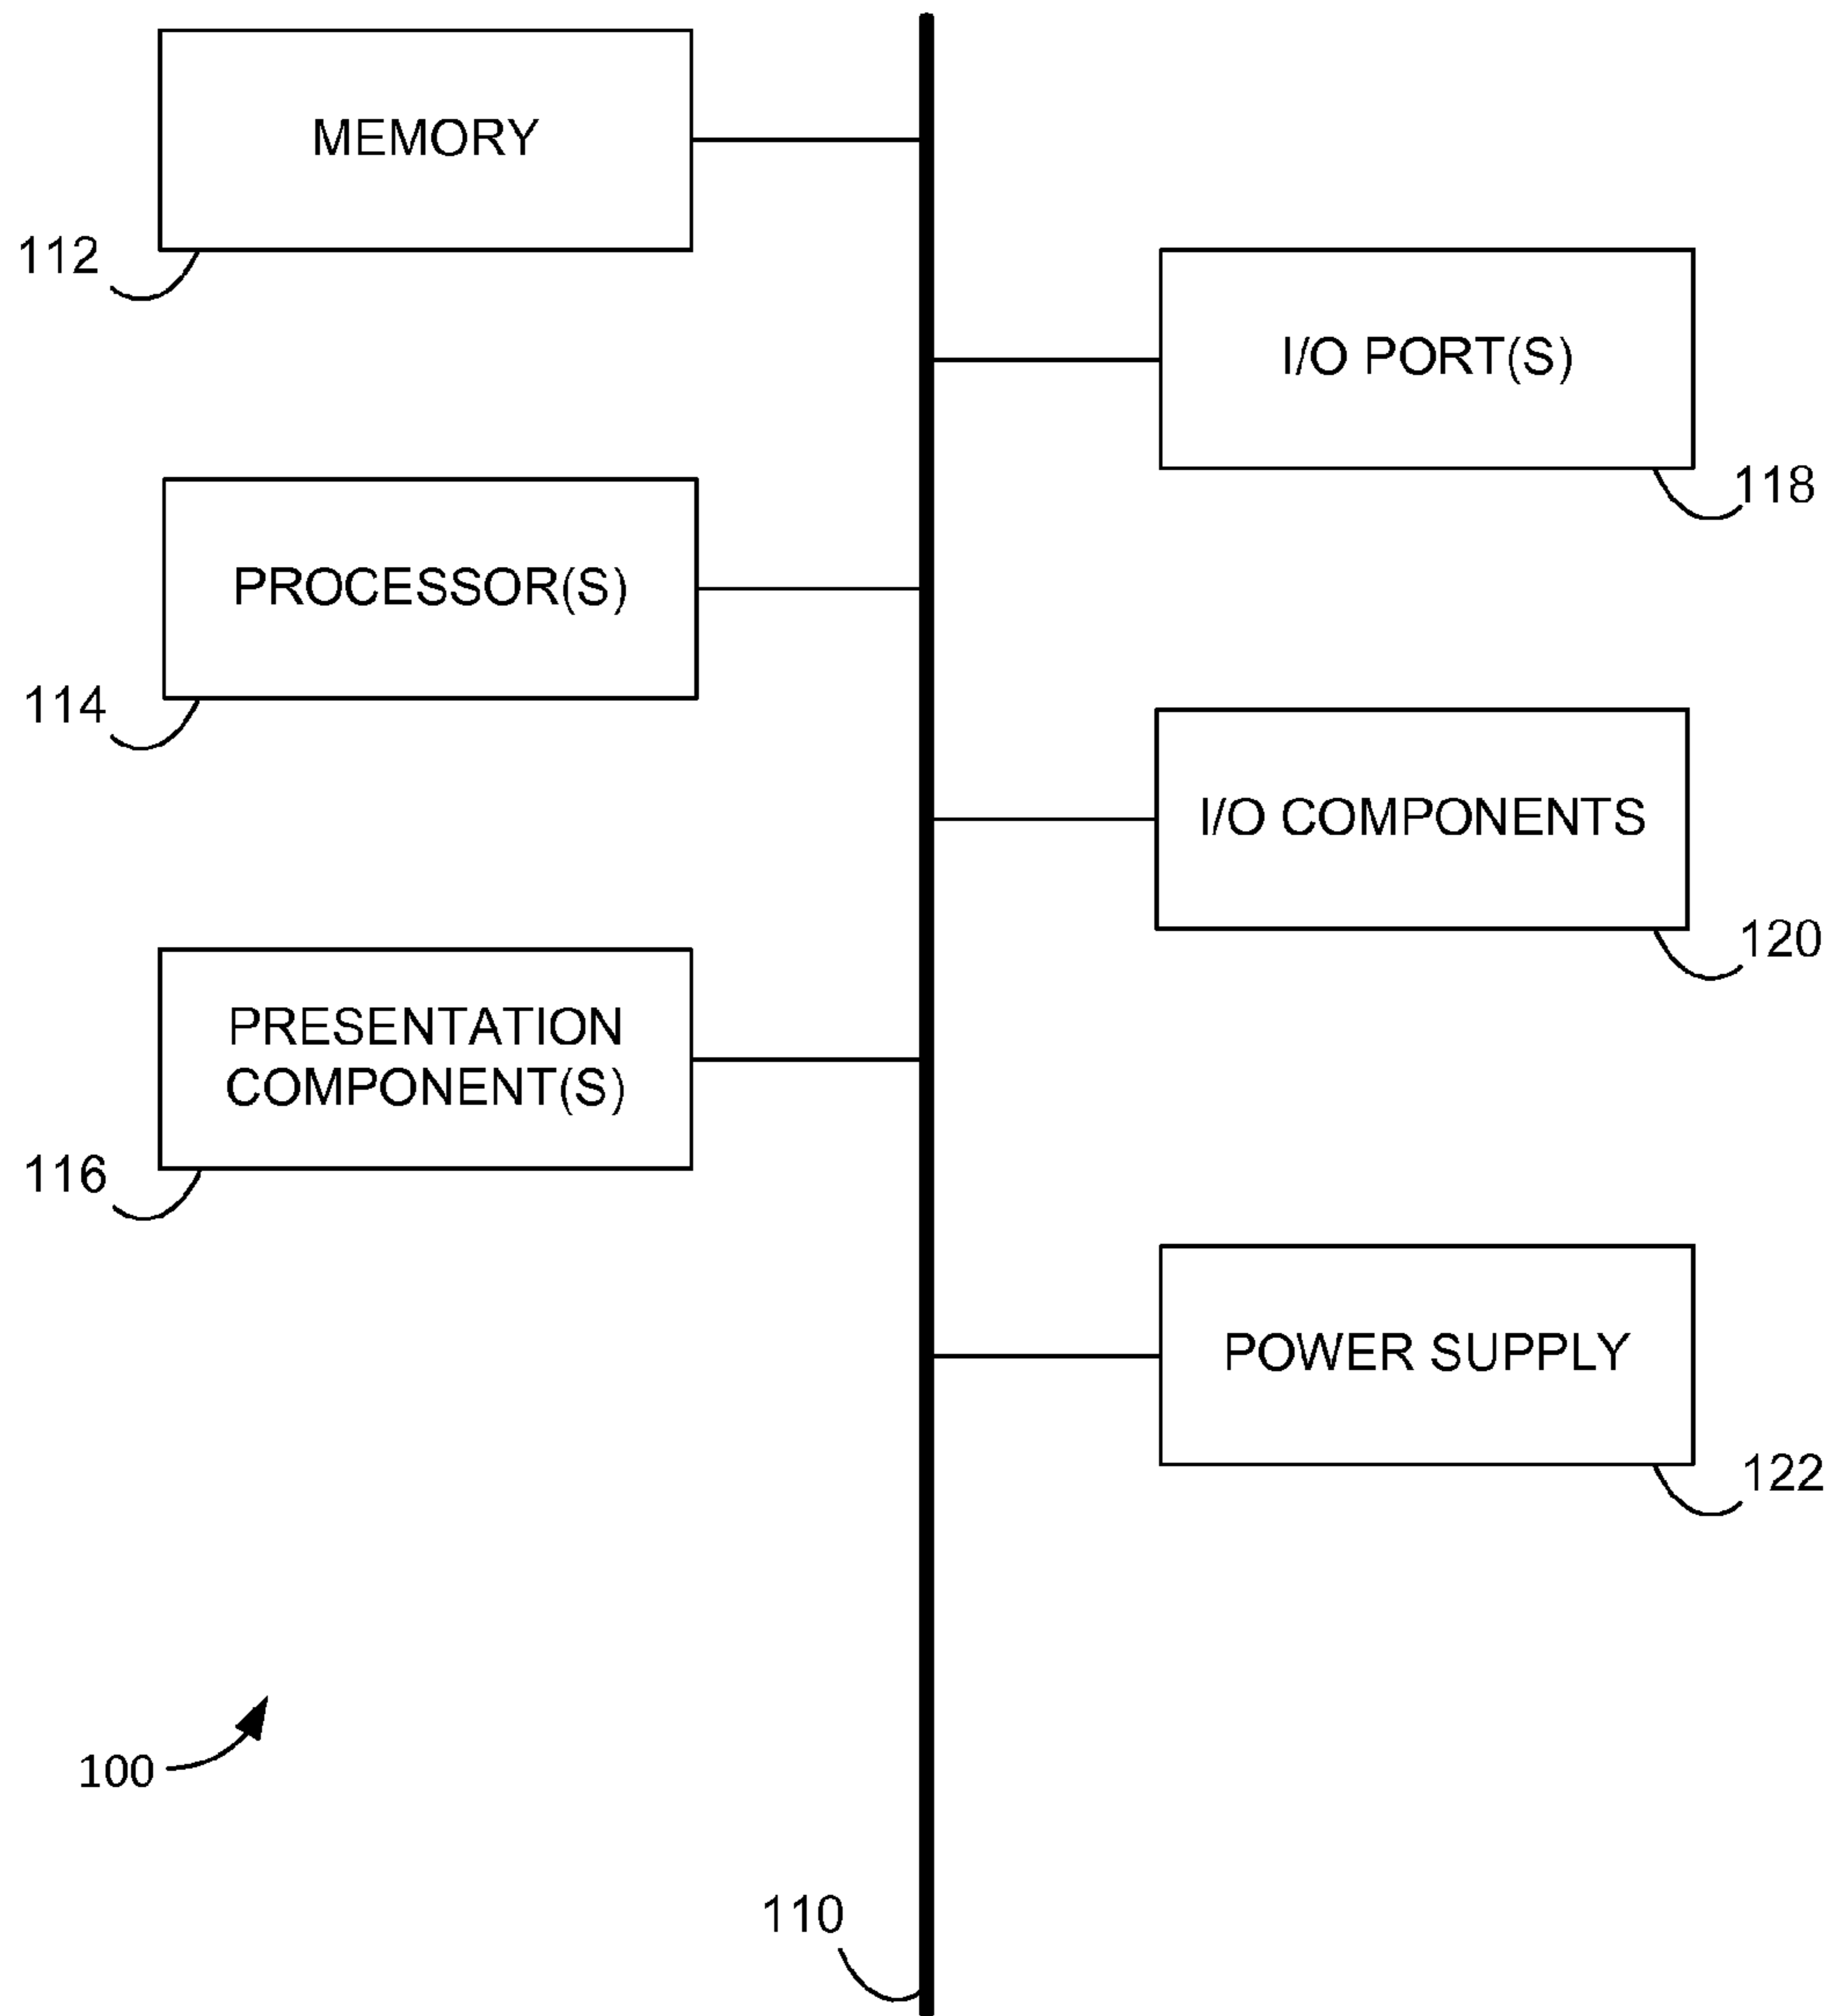 MEMORY
112
I/O PORT(S)
118
PROCESSOR(S)
114
I/O COMPONENTS
120
PRESENTATION
COMPONENT(S)
116
POWER SUPPLY
122
100
110